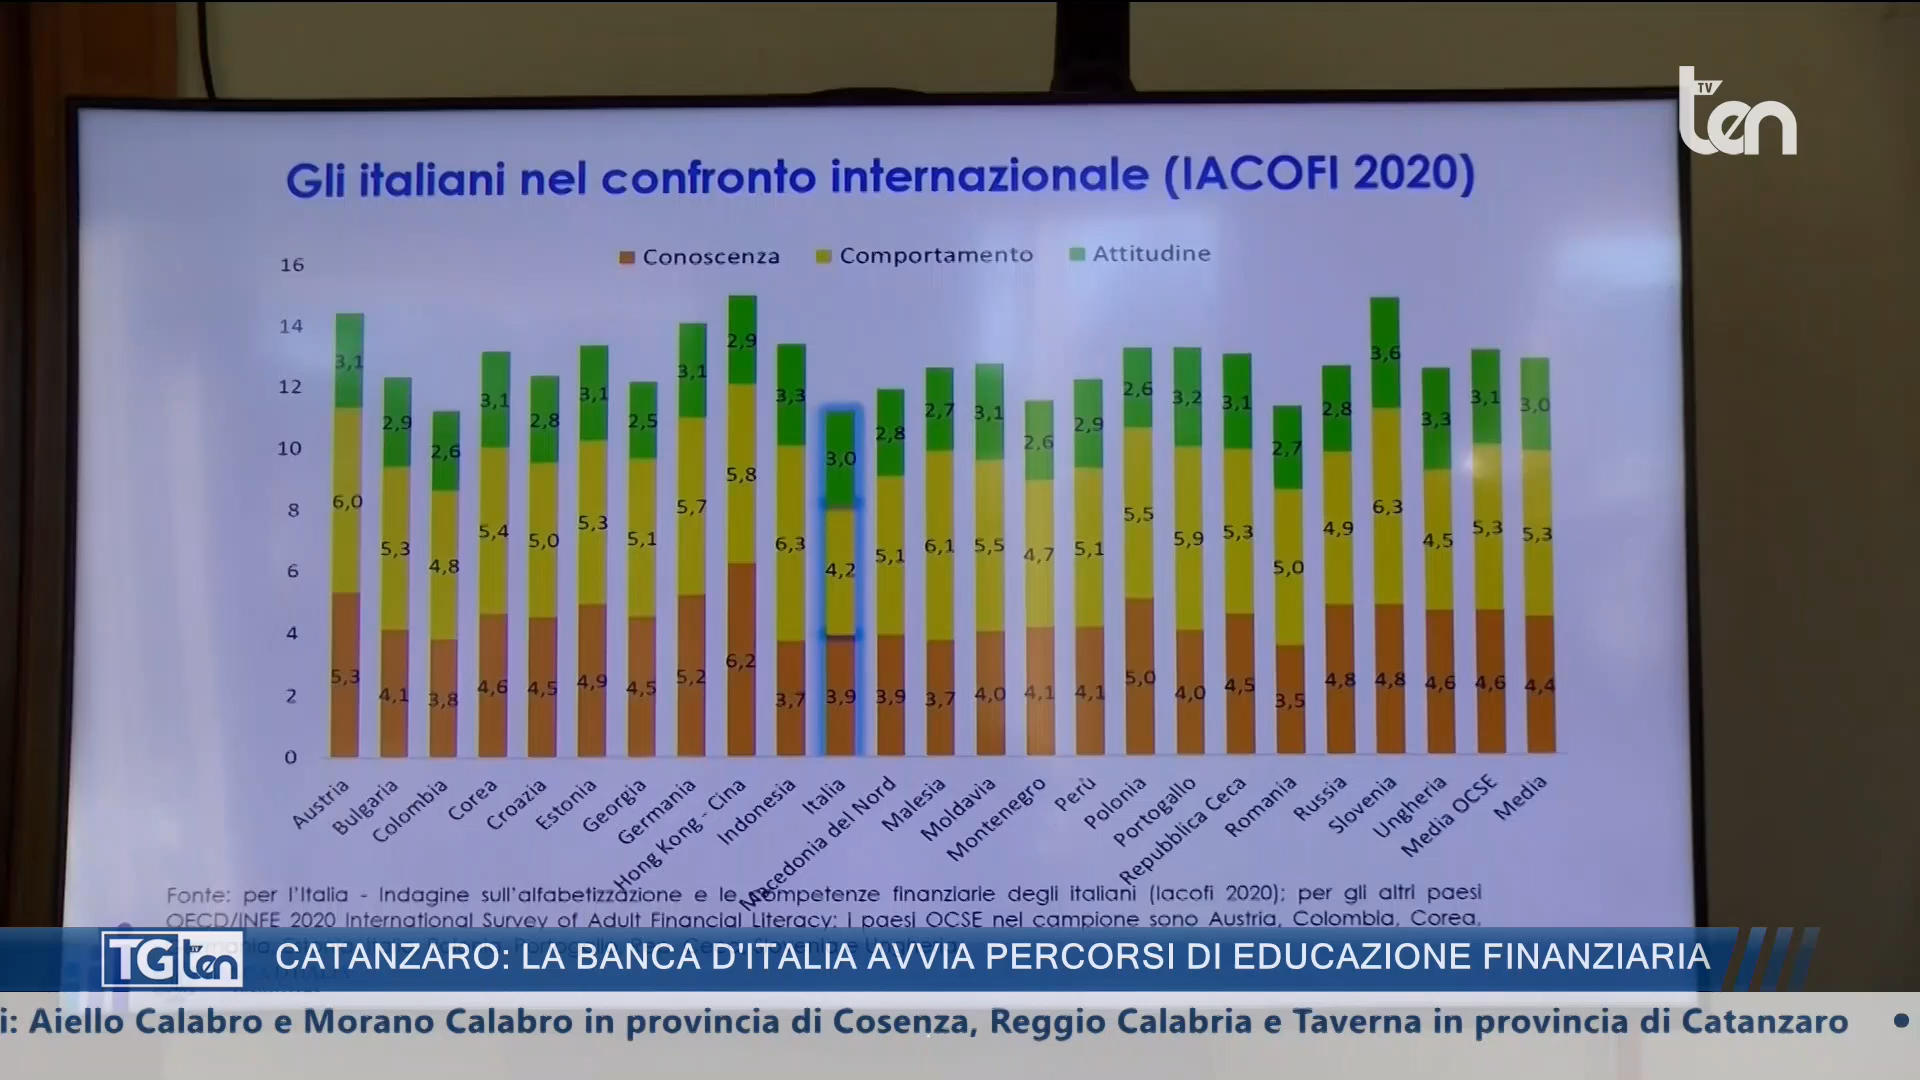 TV
ten
Gli italiani nel confronto internazionale (IACOFI 2020)
Conoscenza Comportamento Attitudine
16
14
12
10
8
6
4
2
0
3,1 2,9 2,6 3,1 2,8 3,1 2,5 3,1 2,9 3,3 3,0 2,8 2,7 3,1 2,6 2,9 2,6 3,2 3,1 2,7 2,8 3,6 3,3 3,1 3,0
6,0 5,3 4,8 5,4 5,0 5,3 5,1 5,7 5,8 6,3 4,2 5,1 6,1 5,5 4,7 5,1 5,5 5,9 5,3 5,0 4,9 6,3 4,5 5,3 5,3
5,3 4,1 3,8 4,6 4,5 4,9 4,5 5,2 6,2 3,7 3,9 3,9 3,7 4,0 4,1 4,1 5,0 4,0 4,5 3,5 4,8 4,8 4,6 4,6 4,4
Austria
Bulgaria
Colombia
Corea
Croazia
Estonia
Georgia
Germania
Hong Kong - Cina
Indonesia
Italia
Macedonia del Nord
Malesia
Moldavia
Montenegro
Perù
Polonia
Portogallo
Repubblica Ceca
Romania
Russia
Slovenia
Ungheria
Media OCSE
Media
Fonte: per l'Italia - Indagine sull'alfabetizzazione e le competenze finanziarie degli italiani (Iacofi 2020); per gli altri paesi
OECD/INFE 2020 International Survey of Adult Financial Literacy; i paesi OCSE nel campione sono Austria, Colombia, Corea,
TG ten CATANZARO: LA BANCA D'ITALIA AVVIA PERCORSI DI EDUCAZIONE FINANZIARIA
i: Aiello Calabro e Morano Calabro in provincia di Cosenza, Reggio Calabria e Taverna in provincia di Catanzaro •